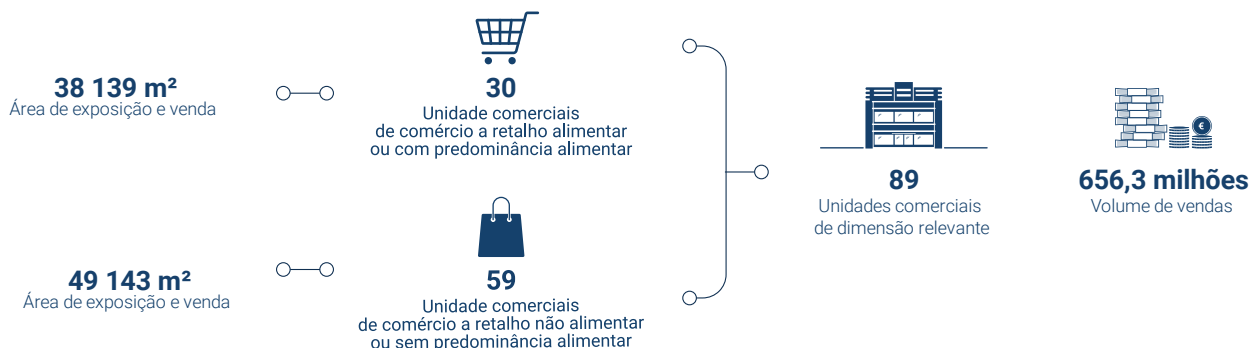 38 139 m²
Área de exposição e venda
30
Unidade comerciais
de comércio a retalho alimentar
ou com predominância alimentar
49 143 m²
Área de exposição e venda
59
Unidade comerciais
de comércio a retalho não alimentar
ou sem predominância alimentar
89
Unidades comerciais
de dimensão relevante
€
656,3 milhões
Volume de vendas